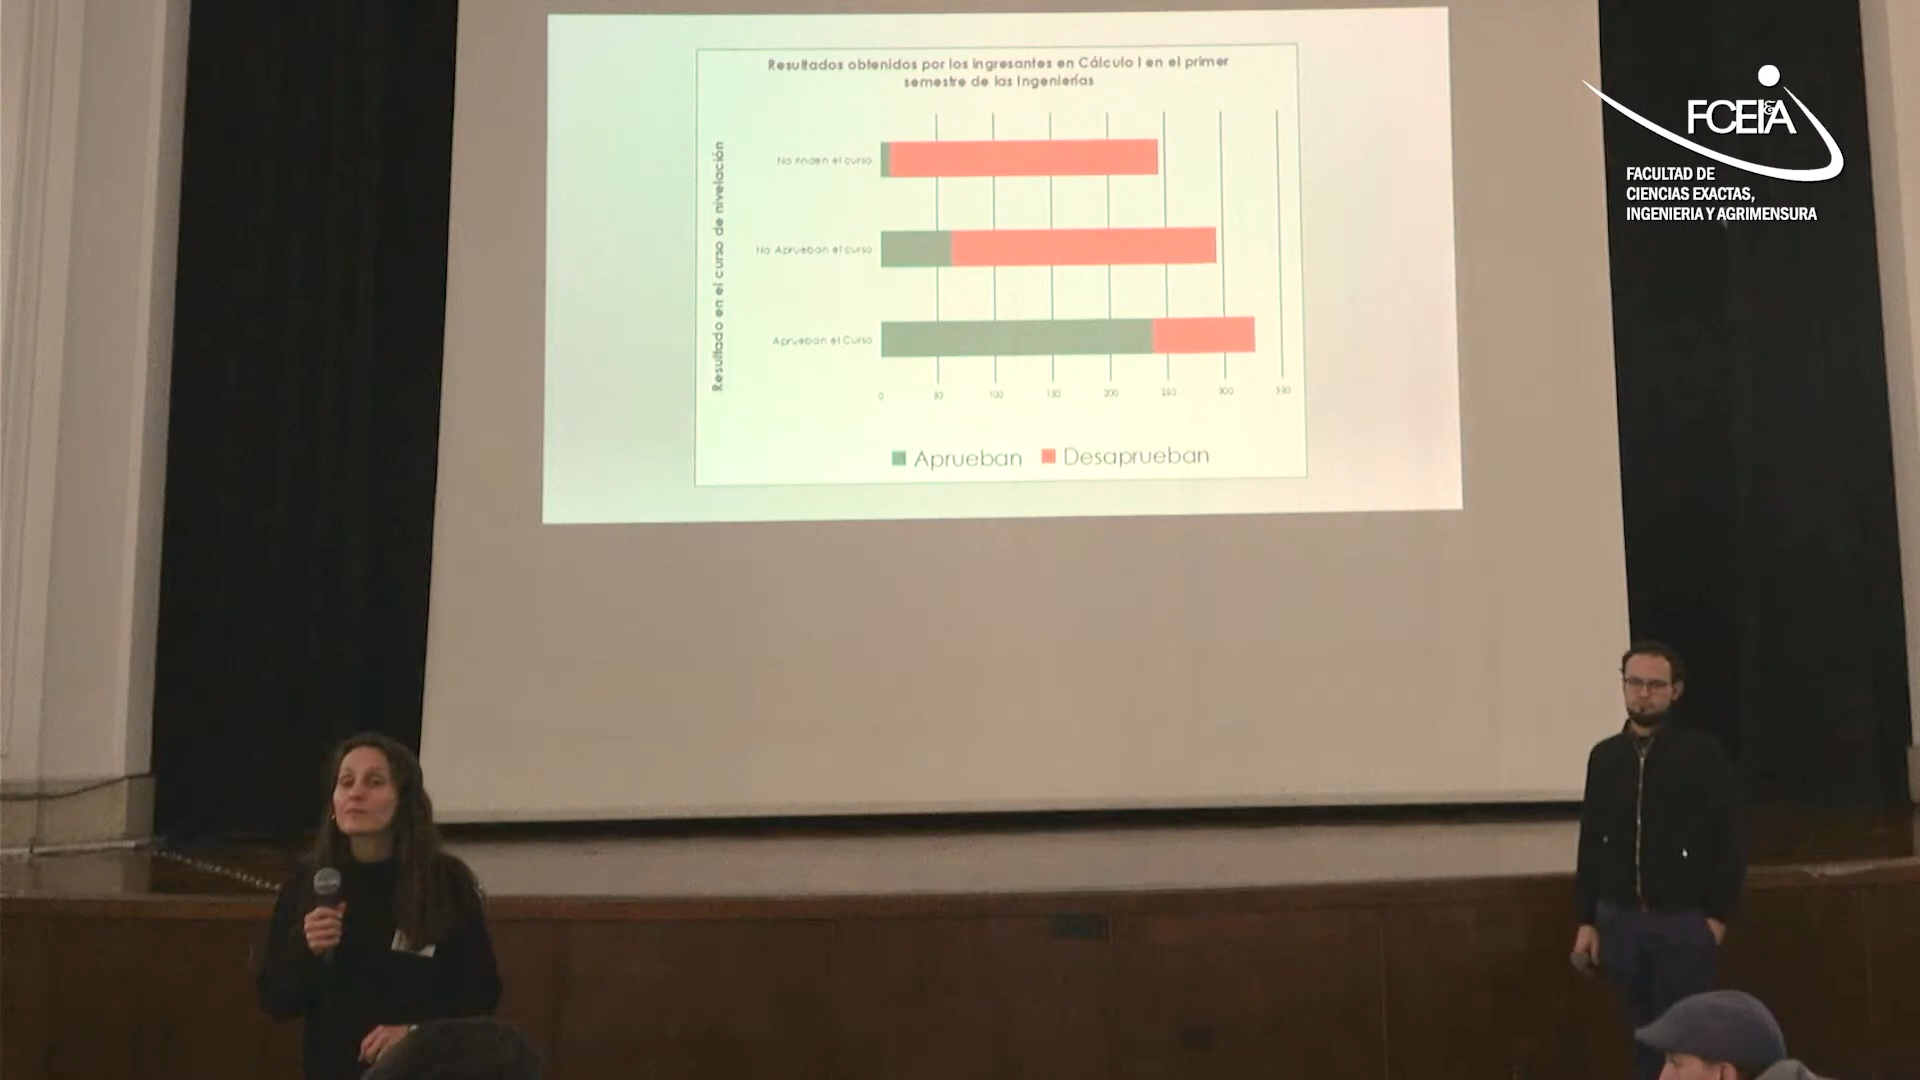 Resultados obtenidos por los ingresantes en Cálculo I en el primer
semestre de las Ingenierías
Resultado en el curso de nivelación
No rinden el curso
No Aprueban el curso
Aprueban el Curso
0 50 100 150 200 250 300 350
Aprueban Desaprueban
FCEI&A
FACULTAD DE
CIENCIAS EXACTAS,
INGENIERIA Y AGRIMENSURA